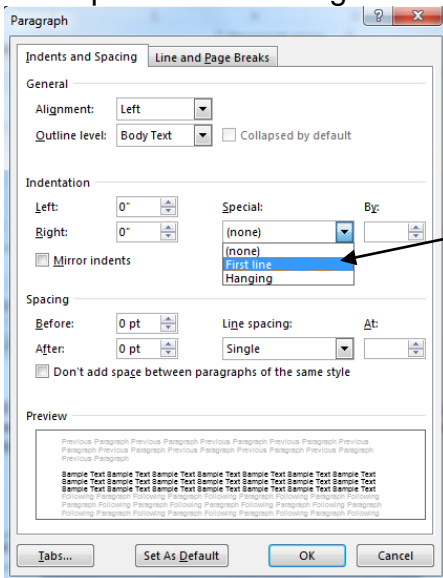 Paragraph
Indents and Spacing Line and Page Breaks
General
Alignment: Left
Outline level: Body Text Collapsed by default
Indentation
Left: 0" Special: By:
Right: 0" (none)
(none)
Mirror indents First line
Hanging
Spacing
Before: 0 pt Line spacing: At:
After: 0 pt Single
Don't add space between paragraphs of the same style
Preview
Previous Paragraph Previous Paragraph Previous Paragraph Previous Paragraph Previous
Paragraph Previous Paragraph Previous Paragraph Previous Paragraph Previous Paragraph
Previous Paragraph
Sample Text Sample Text Sample Text Sample Text Sample Text Sample Text Sample Text
Sample Text Sample Text Sample Text Sample Text Sample Text Sample Text Sample Text
Sample Text Sample Text Sample Text Sample Text Sample Text Sample Text Sample Text
Following Paragraph Following Paragraph Following Paragraph Following Paragraph Following
Paragraph Following Paragraph Following Paragraph Following Paragraph Following
Following Paragraph Following Paragraph Following Paragraph Following
Tabs... Set As Default OK Cancel